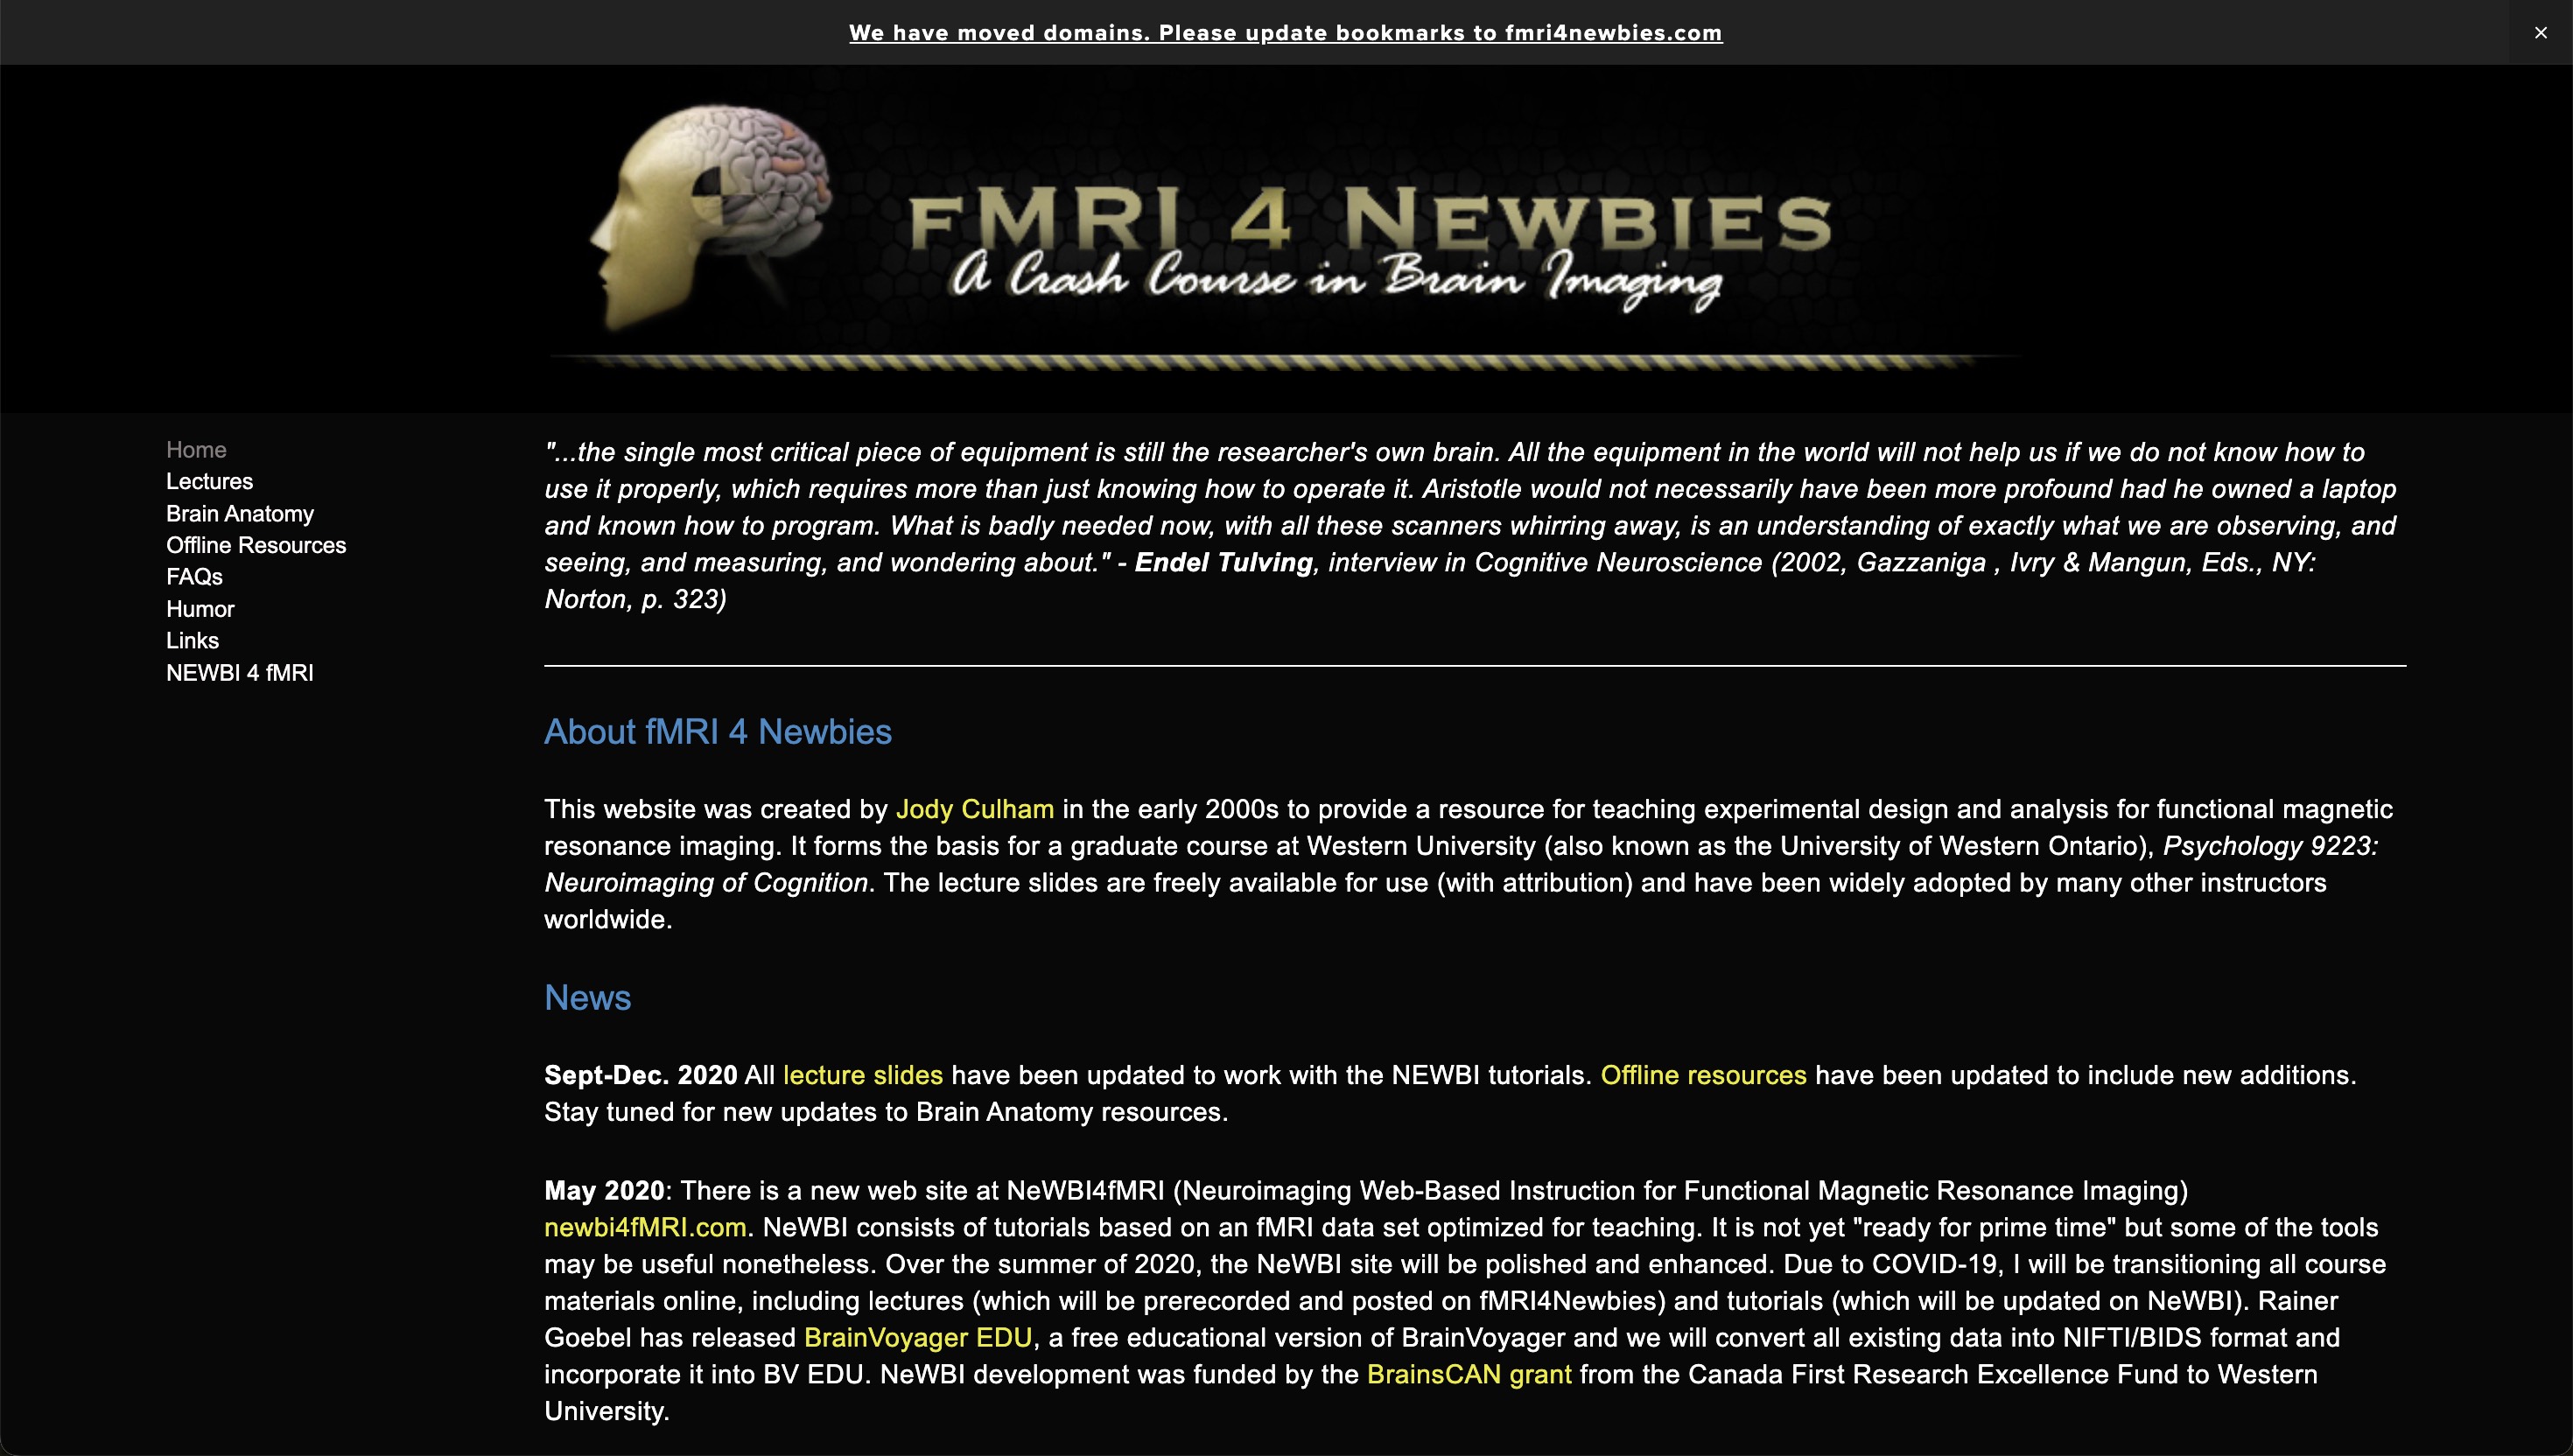 We have moved domains. Please update bookmarks to fmri4newbies.com
×
fMRI 4 Newbies
A Crash Course in Brain Imaging
Home
Lectures
Brain Anatomy
Offline Resources
FAQs
Humor
Links
NEWBI 4 fMRI
"...the single most critical piece of equipment is still the researcher's own brain. All the equipment in the world will not help us if we do not know how to
use it properly, which requires more than just knowing how to operate it. Aristotle would not necessarily have been more profound had he owned a laptop
and known how to program. What is badly needed now, with all these scanners whirring away, is an understanding of exactly what we are observing, and
seeing, and measuring, and wondering about." - Endel Tulving, interview in Cognitive Neuroscience (2002, Gazzaniga , Ivry & Mangun, Eds., NY:
Norton, p. 323)
About fMRI 4 Newbies
This website was created by Jody Culham in the early 2000s to provide a resource for teaching experimental design and analysis for functional magnetic
resonance imaging. It forms the basis for a graduate course at Western University (also known as the University of Western Ontario), Psychology 9223:
Neuroimaging of Cognition. The lecture slides are freely available for use (with attribution) and have been widely adopted by many other instructors
worldwide.
News
Sept-Dec. 2020 All lecture slides have been updated to work with the NEWBI tutorials. Offline resources have been updated to include new additions.
Stay tuned for new updates to Brain Anatomy resources.
May 2020: There is a new web site at NeWBI4fMRI (Neuroimaging Web-Based Instruction for Functional Magnetic Resonance Imaging)
newbi4fMRI.com. NeWBI consists of tutorials based on an fMRI data set optimized for teaching. It is not yet "ready for prime time" but some of the tools
may be useful nonetheless. Over the summer of 2020, the NeWBI site will be polished and enhanced. Due to COVID-19, I will be transitioning all course
materials online, including lectures (which will be prerecorded and posted on fMRI4Newbies) and tutorials (which will be updated on NeWBI). Rainer
Goebel has released BrainVoyager EDU, a free educational version of BrainVoyager and we will convert all existing data into NIFTI/BIDS format and
incorporate it into BV EDU. NeWBI development was funded by the BrainsCAN grant from the Canada First Research Excellence Fund to Western
University.